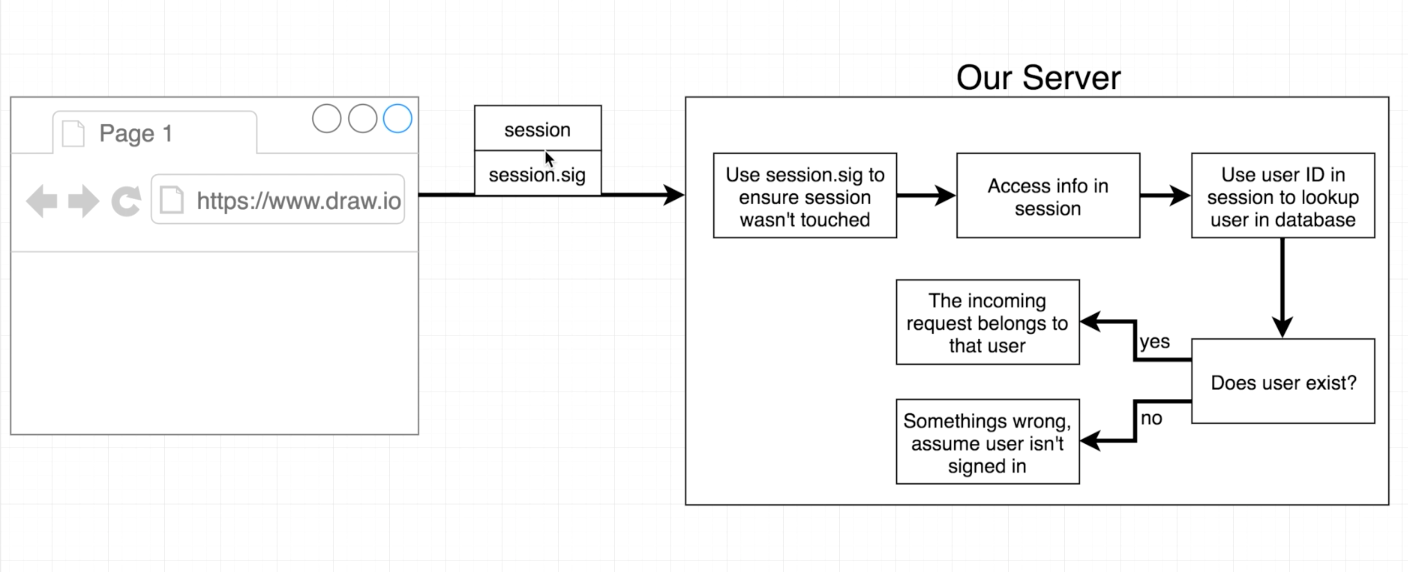 Our Server
Page 1
https://www.draw.io
session
session.sig
Use session.sig to
ensure session
wasn't touched
Access info in
session
Use user ID in
session to lookup
user in database
Does user exist?
yes
The incoming
request belongs to
that user
no
Somethings wrong,
assume user isn't
signed in